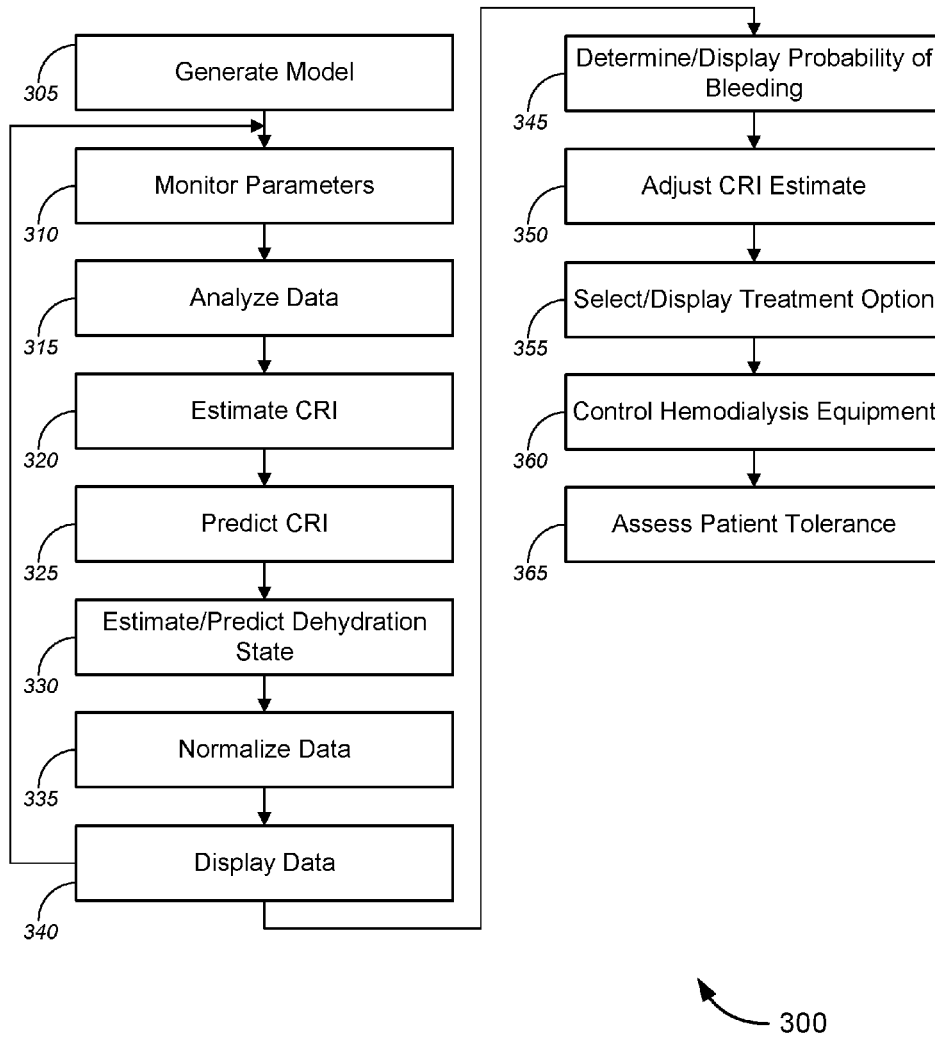 Generate Model
305
Monitor Parameters
310
Analyze Data
315
Estimate CRI
320
Predict CRI
325
Estimate/Predict Dehydration
State
330
Normalize Data
335
Display Data
340
Determine/Display Probability of
Bleeding
345
Adjust CRI Estimate
350
Select/Display Treatment Option
355
Control Hemodialysis Equipment
360
Assess Patient Tolerance
365
300